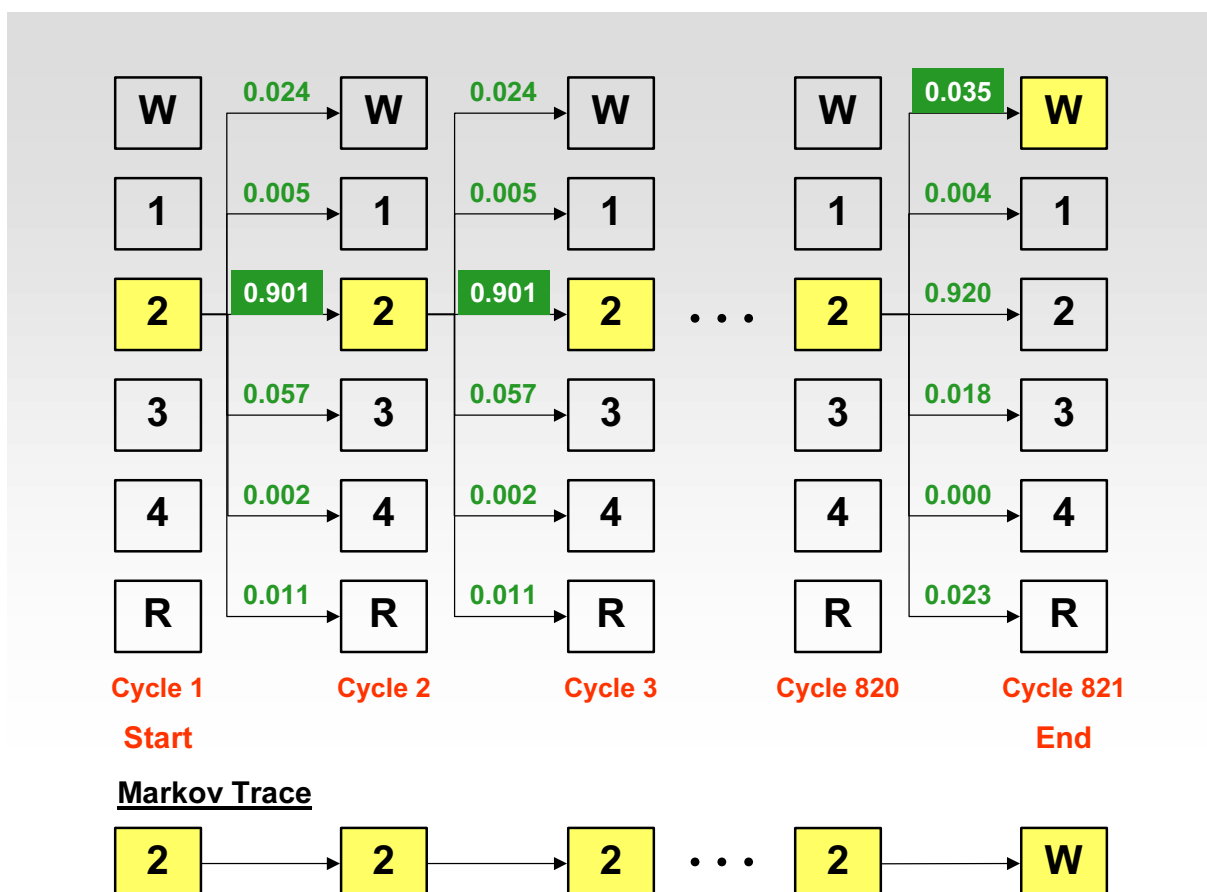 W 0.024 W 0.024 W W 0.035 W
1 0.005 1 0.005 1 1 0.004 1
2 0.901 2 0.901 2 . . . 2 0.920 2
3 0.057 3 0.057 3 3 0.018 3
4 0.002 4 0.002 4 4 0.000 4
R 0.011 R 0.011 R R 0.023 R
Cycle 1 Cycle 2 Cycle 3 Cycle 820 Cycle 821
Start End
Markov Trace
2 2 2 . . . 2 W